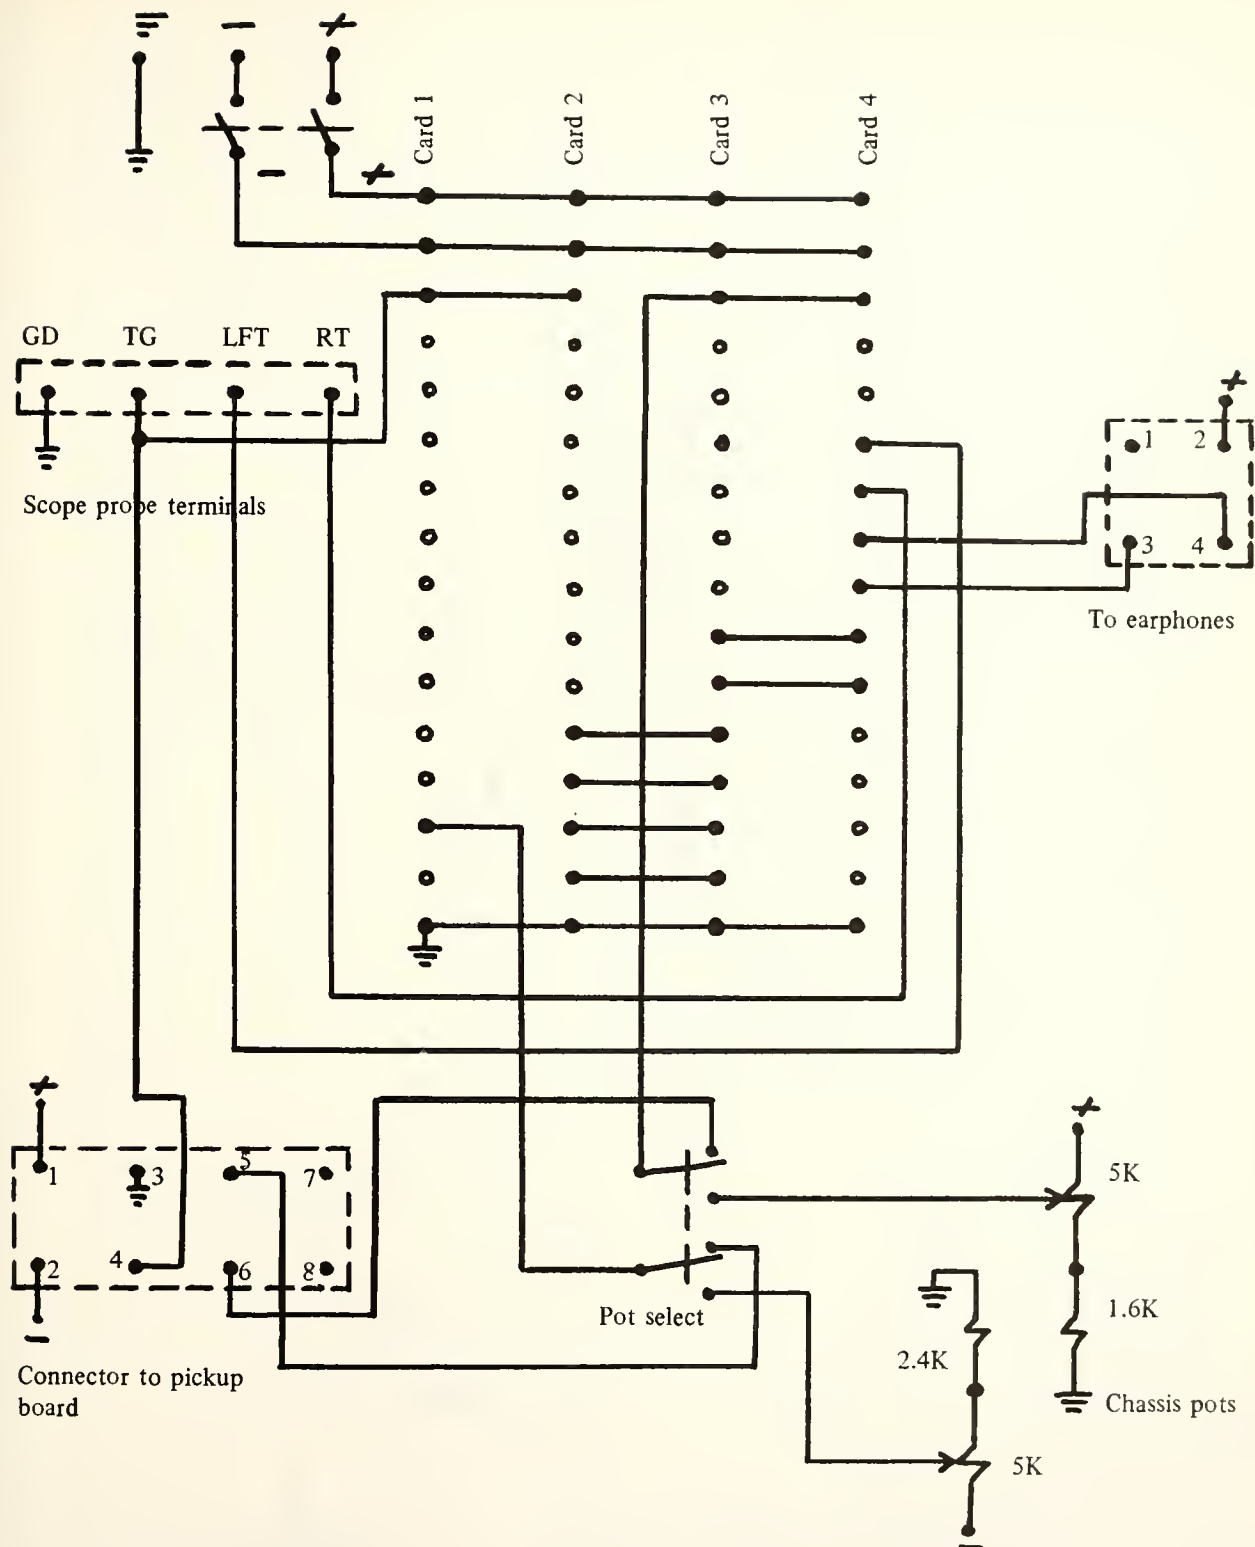 − +
Card 1
Card 2
Card 3
Card 4
− +
GD TG LFT RT
Scope probe terminals
+
1 2
3 4
To earphones
+
+
1 3 5 7
5K
2 4 6 8
−
Pot select
1.6K
2.4K
Connector to pickup
board
Chassis pots
5K
−